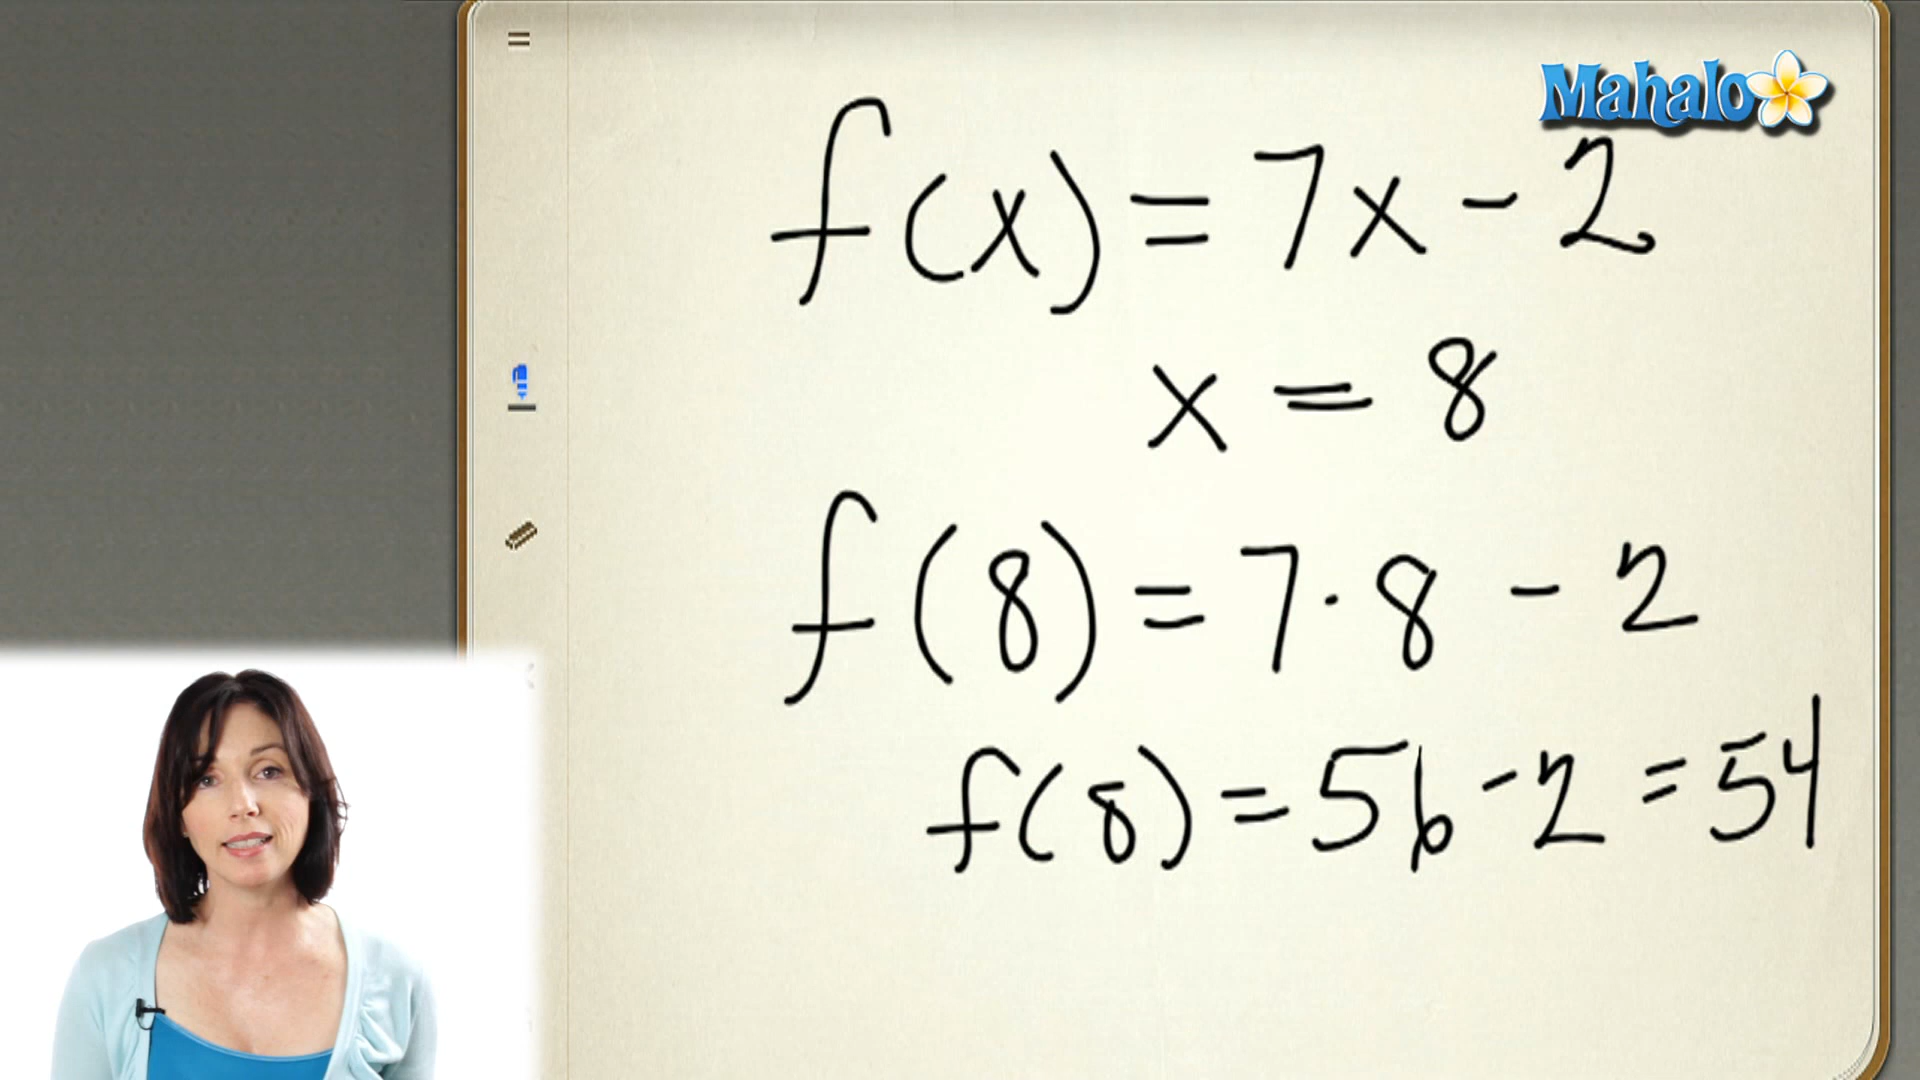 Mahalo
f(x) = 7x - 2
x = 8
f(8) = 7·8 - 2
f(8) = 56 - 2 = 54